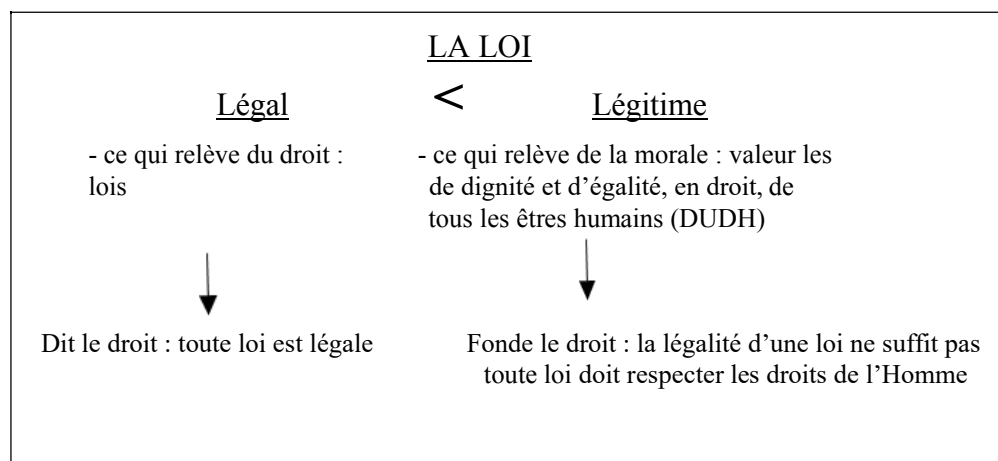 LA LOI
Légal < Légitime
- ce qui relève du droit :
lois
- ce qui relève de la morale : valeur les
de dignité et d’égalité, en droit, de
tous les êtres humains (DUDH)
Dit le droit : toute loi est légale
Fonde le droit : la légalité d’une loi ne suffit pas
toute loi doit respecter les droits de l’Homme